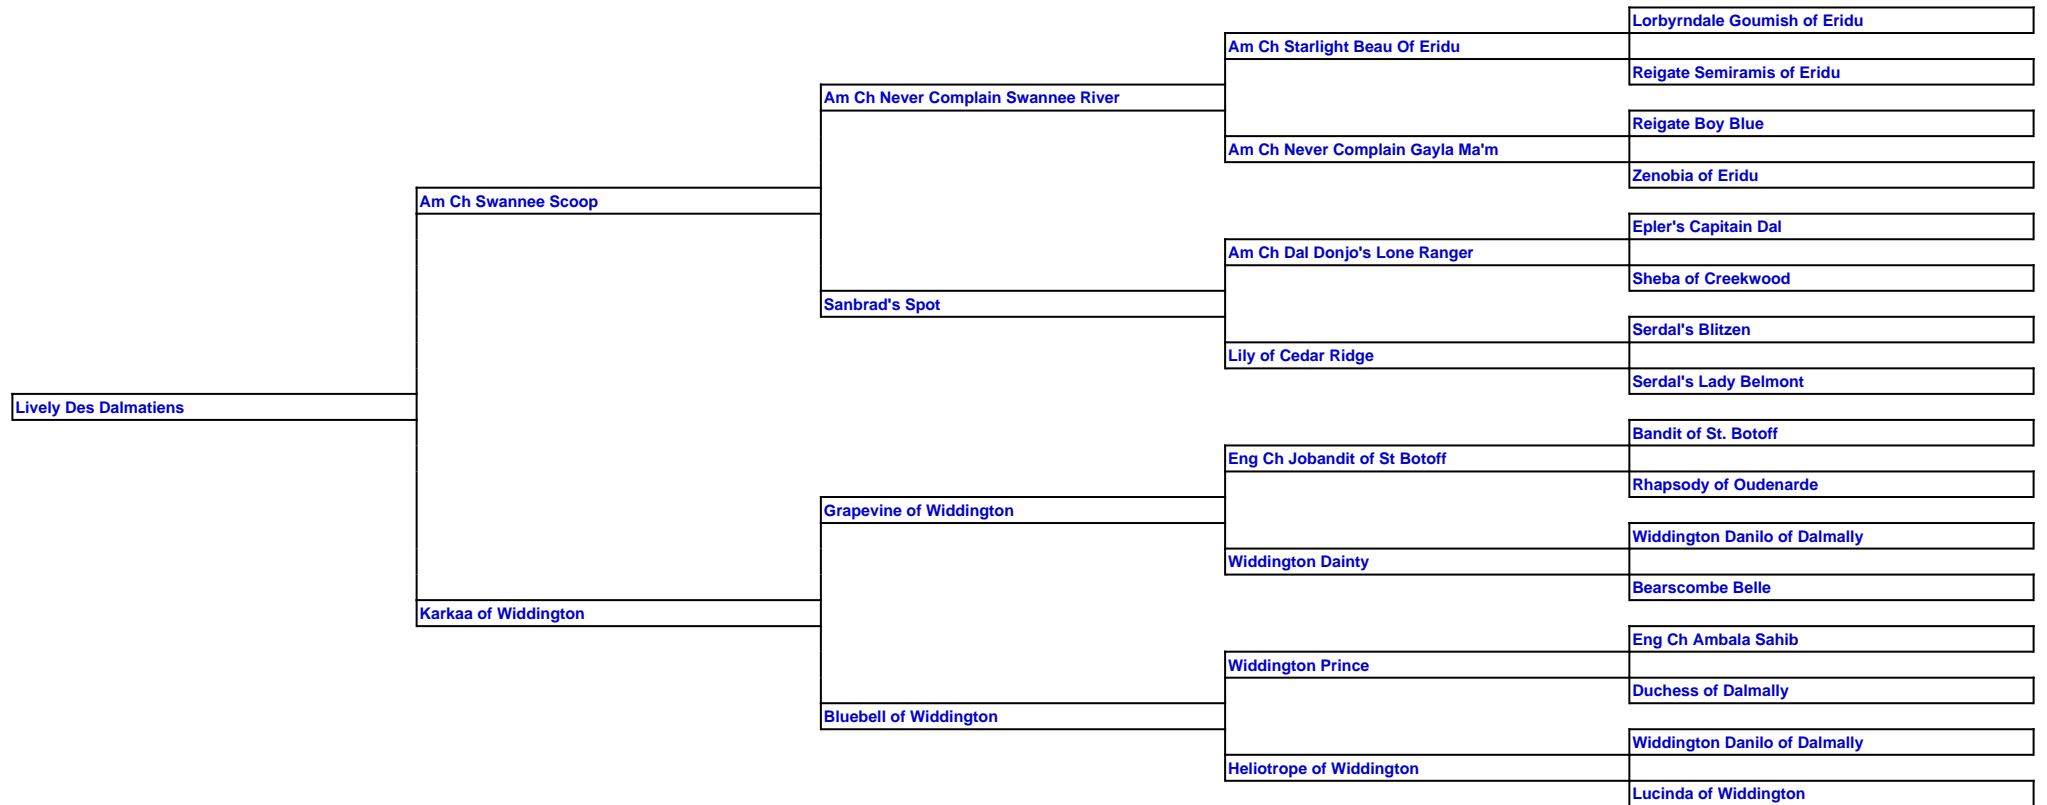 Lorbyrndale Goumish of Eridu
Am Ch Starlight Beau Of Eridu
Reigate Semiramis of Eridu
Am Ch Never Complain Swannee River
Reigate Boy Blue
Am Ch Never Complain Gayla Ma'm
Zenobia of Eridu
Am Ch Swannee Scoop
Epler's Capitain Dal
Am Ch Dal Donjo's Lone Ranger
Sheba of Creekwood
Sanbrad's Spot
Serdal's Blitzen
Lily of Cedar Ridge
Serdal's Lady Belmont
Lively Des Dalmatiens
Bandit of St. Botoff
Eng Ch Jobandit of St Botoff
Rhapsody of Oudenarde
Grapevine of Widdington
Widdington Danilo of Dalmally
Widdington Dainty
Bearscombe Belle
Karkaa of Widdington
Eng Ch Ambala Sahib
Widdington Prince
Duchess of Dalmally
Bluebell of Widdington
Widdington Danilo of Dalmally
Heliotrope of Widdington
Lucinda of Widdington